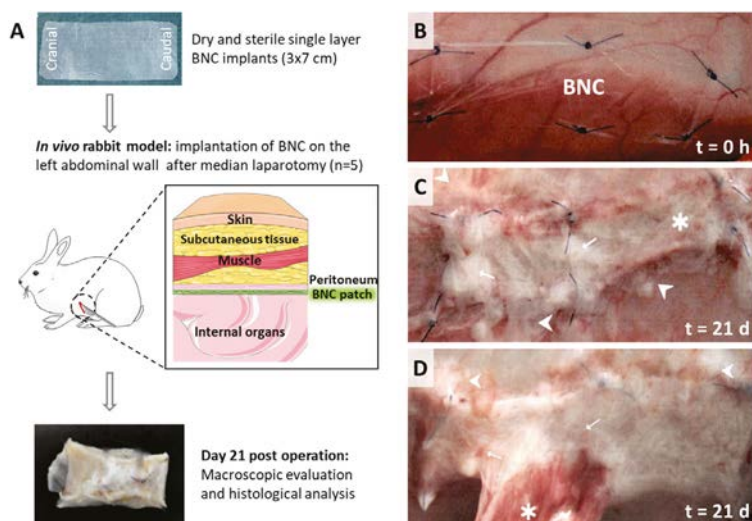 A
Cranial
Caudal
Dry and sterile single layer
BNC implants (3x7 cm)
In vivo rabbit model: implantation of BNC on the
left abdominal wall after median laparotomy (n=5)
Skin
Subcutaneous tissue
Muscle
Peritoneum
BNC patch
Internal organs
Day 21 post operation:
Macroscopic evaluation
and histological analysis
B
BNC
t = 0 h
C
*
t = 21 d
D
*
t = 21 d